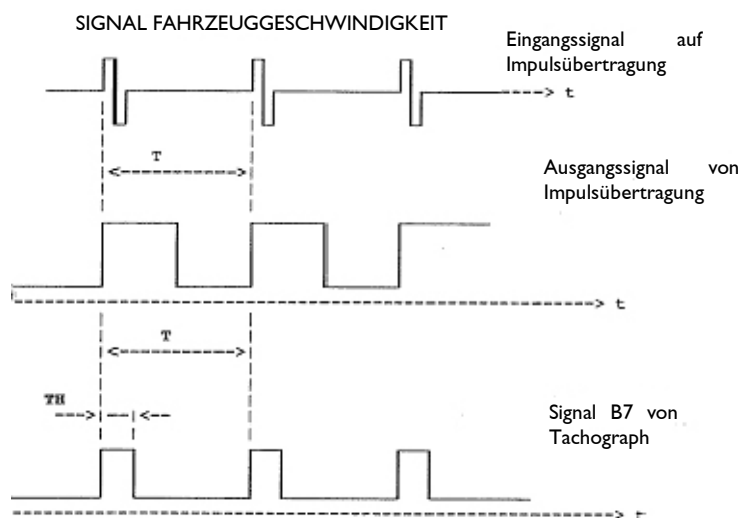 SIGNAL FAHRZEUGGESCHWINDIGKEIT
Eingangssignal auf
Impulsübertragung
t
T
Ausgangssignal von
Impulsübertragung
t
T
TH
Signal B7 von
Tachograph
t